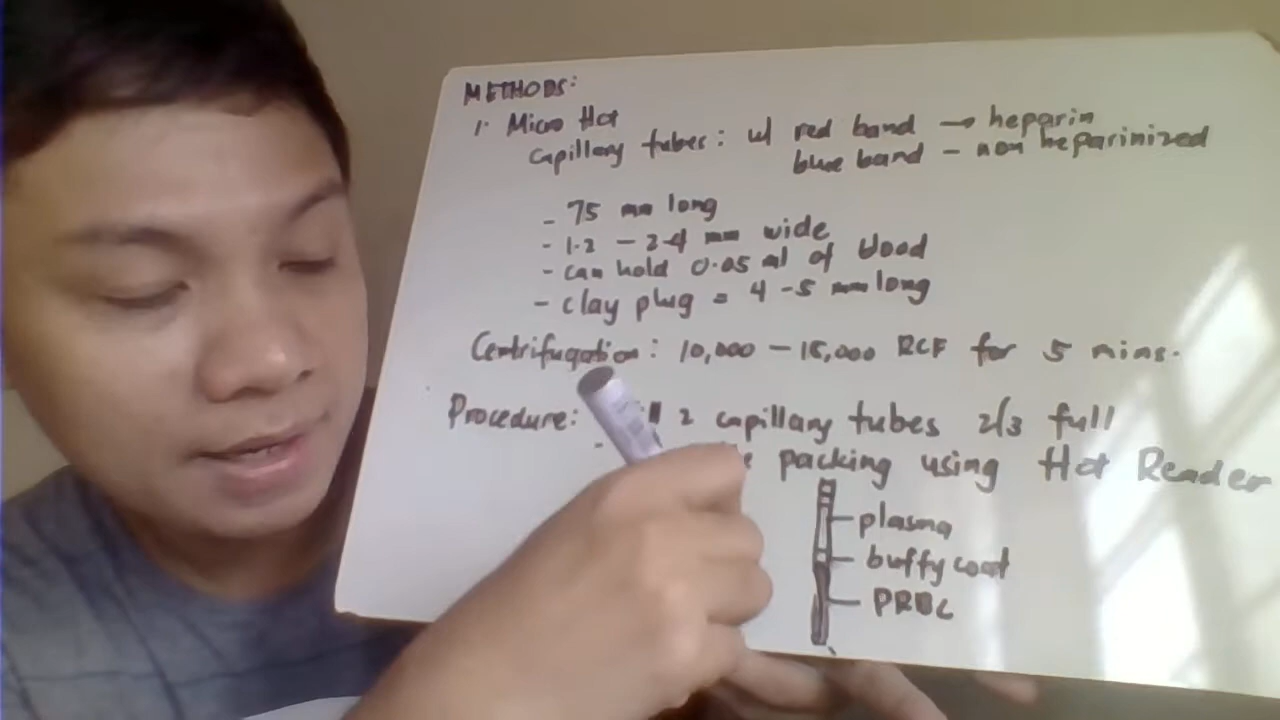 METHODS:
1. Micro Hct
Capillary tubes: w/ red band → heparin
blue band - non heparinized
- 75 mm long
- 1.2 - 2.4 mm wide
- can hold 0.05 ml of blood
- clay plug = 4-5 mm long
Centrifugation: 10,000 - 15,000 RCF for 5 mins.
Procedure: 2 capillary tubes 2/3 full
- packing using Hct Reader
plasma
buffy coat
PRBC